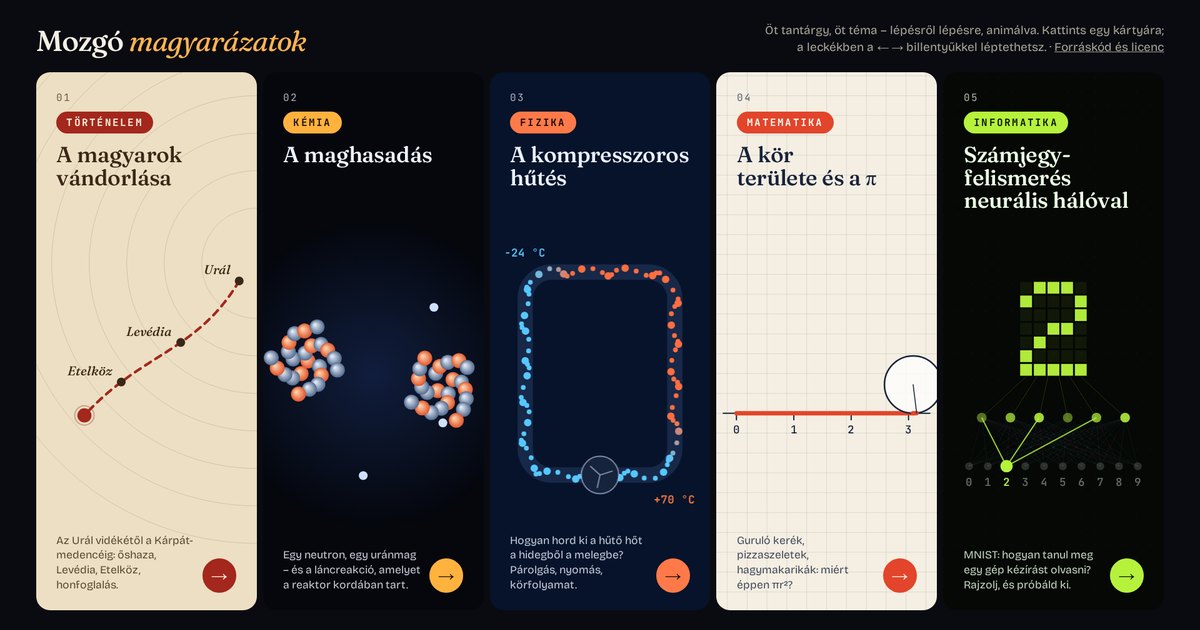 Mozgó magyarázatok
Öt tantárgy, öt téma – lépésről lépésre, animálva. Kattints egy kártyára;
a leckékben a ←→ billentyűkkel léptethetsz. · Forráskód és licenc
01
TÖRTÉNELEM
A magyarok
vándorlása
Urál
Levédia
Etelköz
Az Urál vidékétől a Kárpát-
medencéig: őshaza,
Levédia, Etelköz,
honfoglalás.
→
02
KÉMIA
A maghasadás
Egy neutron, egy uránmag
– és a láncreakció, amelyet
a reaktor kordában tart.
→
03
FIZIKA
A kompresszoros
hűtés
-24 °C
+70 °C
Hogyan hord ki a hűtő hőt
a hidegből a melegbe?
Párolgás, nyomás,
körfolyamat.
→
04
MATEMATIKA
A kör
területe és a π
0 1 2 3
Guruló kerék,
pizzaszeletek,
hagymakarikák: miért
éppen πr²?
→
05
INFORMATIKA
Számjegy-
felismerés
neurális hálóval
0 1 2 3 4 5 6 7 8 9
MNIST: hogyan tanul meg
egy gép kézírást olvasni?
Rajzolj, és próbáld ki.
→